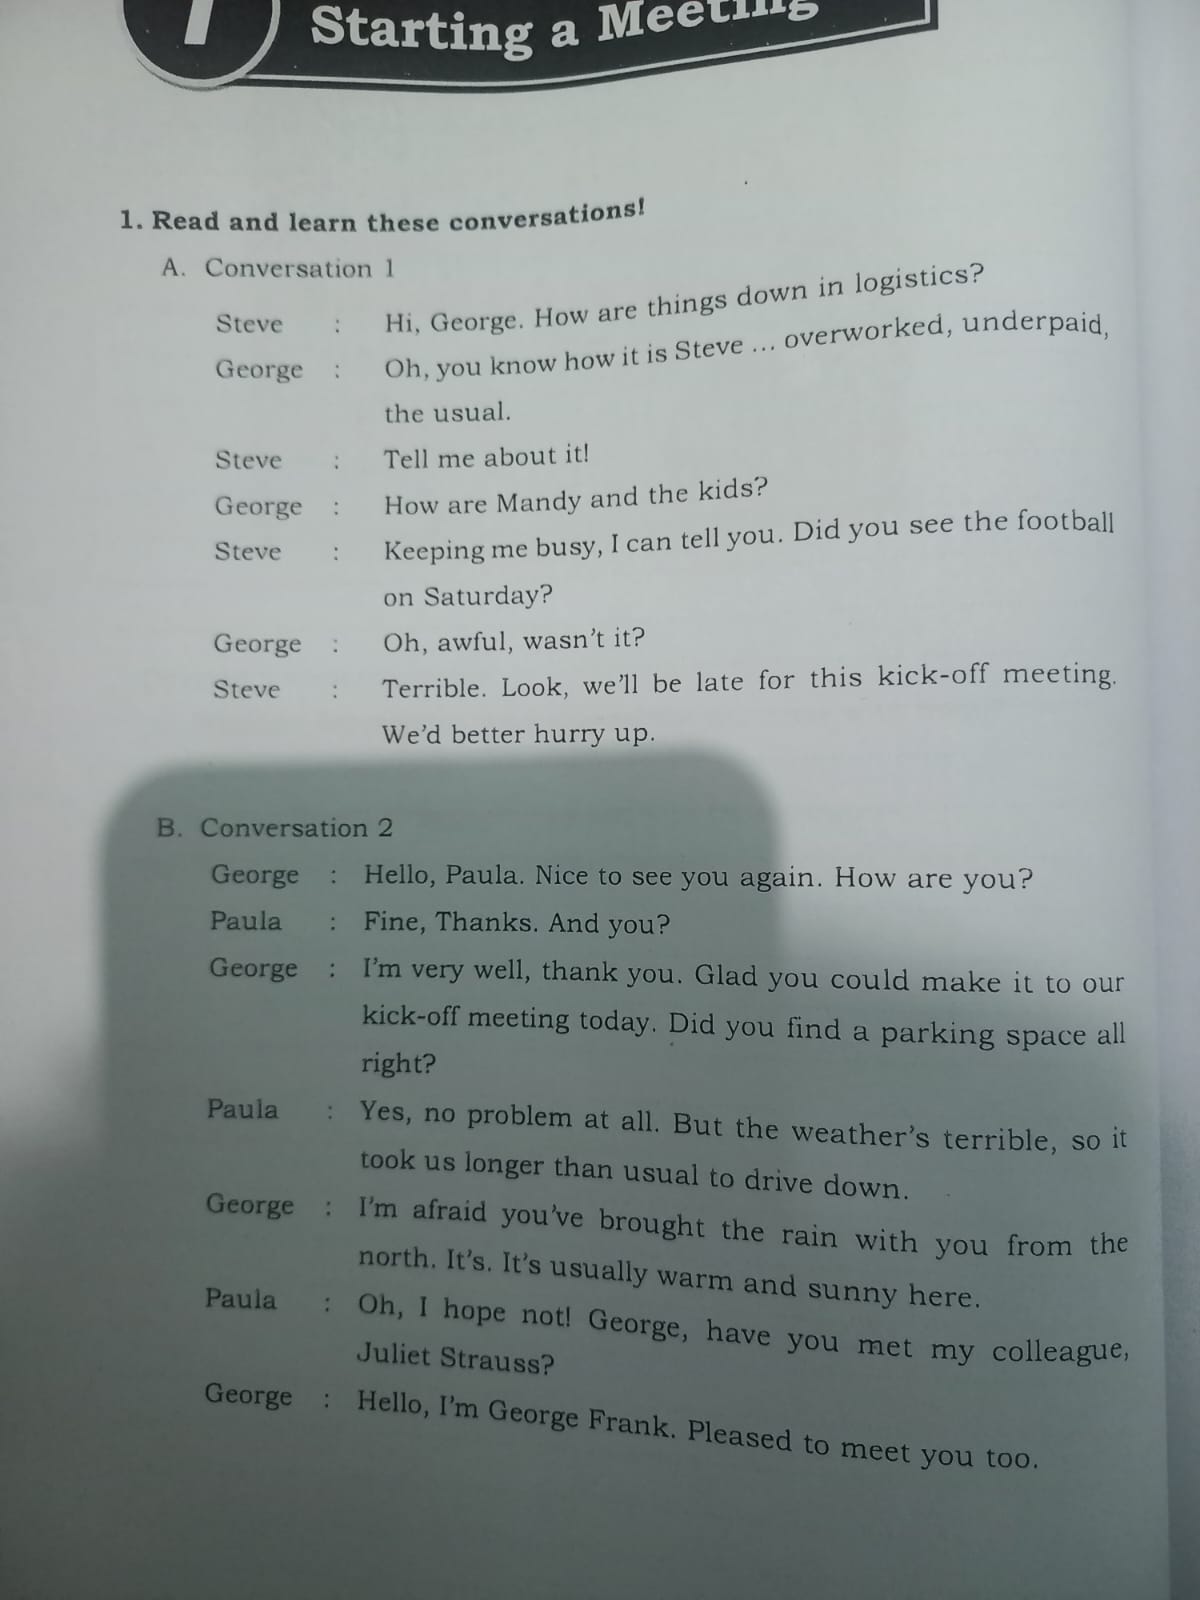 Starting a Meeting
1. Read and learn these conversations!
A. Conversation 1
Steve : Hi, George. How are things down in logistics?
George : Oh, you know how it is Steve ... overworked, underpaid,
the usual.
Steve : Tell me about it!
George : How are Mandy and the kids?
Steve : Keeping me busy, I can tell you. Did you see the football
on Saturday?
George : Oh, awful, wasn't it?
Steve : Terrible. Look, we'll be late for this kick-off meeting.
We'd better hurry up.
B. Conversation 2
George : Hello, Paula. Nice to see you again. How are you?
Paula : Fine, Thanks. And you?
George : I'm very well, thank you. Glad you could make it to our
kick-off meeting today. Did you find a parking space all
right?
Paula : Yes, no problem at all. But the weather's terrible, so it
took us longer than usual to drive down.
George : I'm afraid you've brought the rain with you from the
north. It's. It's usually warm and sunny here.
Paula : Oh, I hope not! George, have you met my colleague,
Juliet Strauss?
George : Hello, I'm George Frank. Pleased to meet you too.